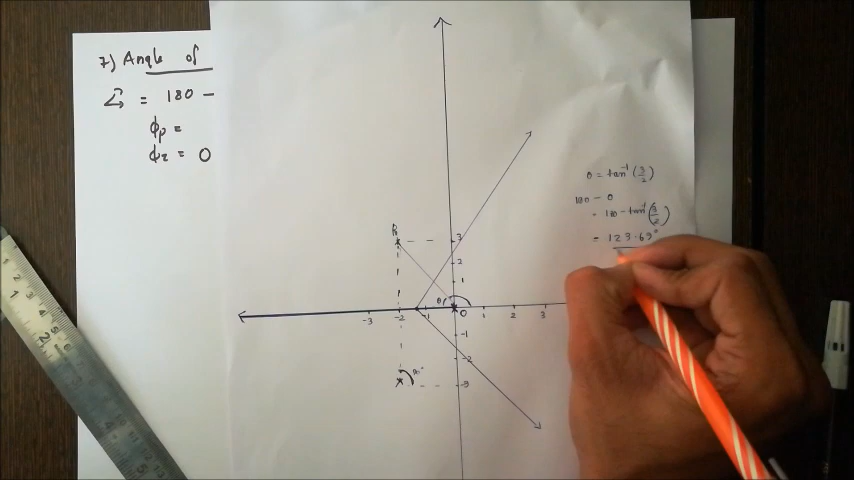 7) Angle of
= 180 -
φp =
φz = 0
θ = tan⁻¹(3/2)
180 - θ
= 180 - tan⁻¹(3/2)
= 123.69°
3
2
1
-3 -2 -1 θ 0 1 2 3
-1
-2
90°
-3